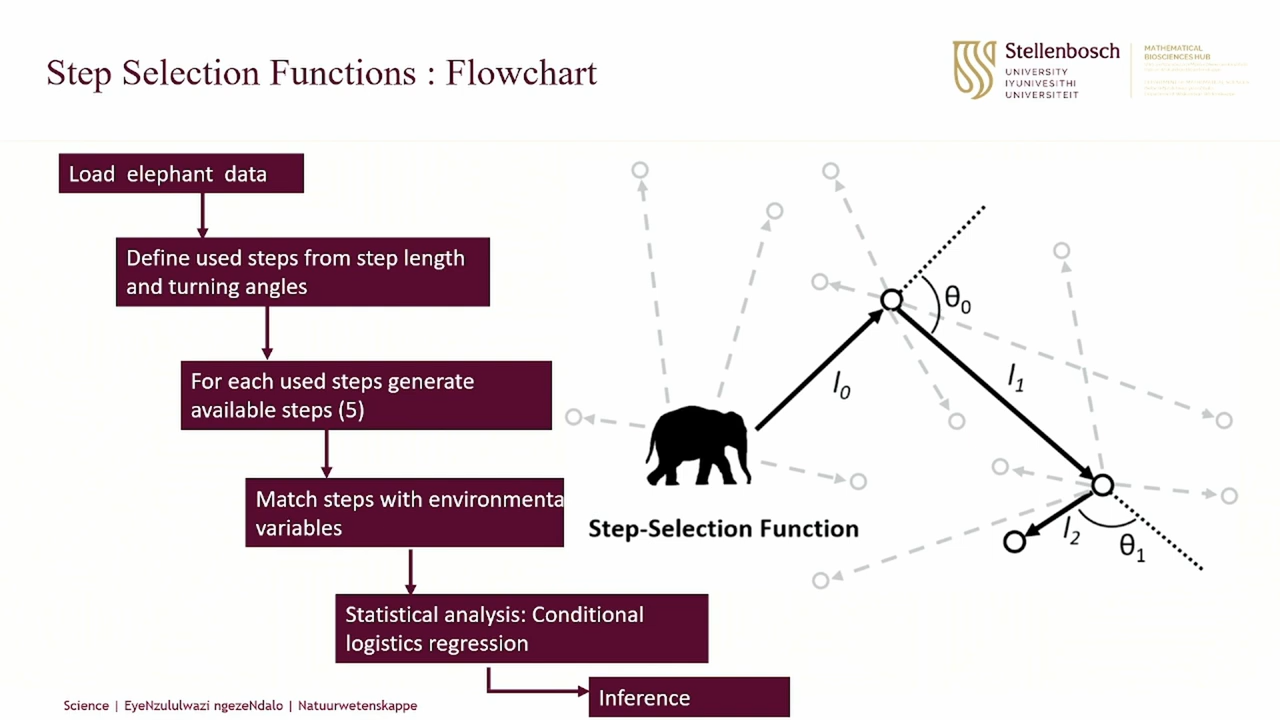 Step Selection Functions : Flowchart
Stellenbosch
UNIVERSITY
IYUNIVESITHI
UNIVERSITEIT
MATHEMATICAL
BIOSCIENCES HUB
Load elephant data
Define used steps from step length
and turning angles
For each used steps generate
available steps (5)
Match steps with environmenta
variables
Statistical analysis: Conditional
logistics regression
Inference
θ0
l0
l1
l2
θ1
Step-Selection Function
Science | EyeNzululwazi ngezeNdalo | Natuurwetenskappe